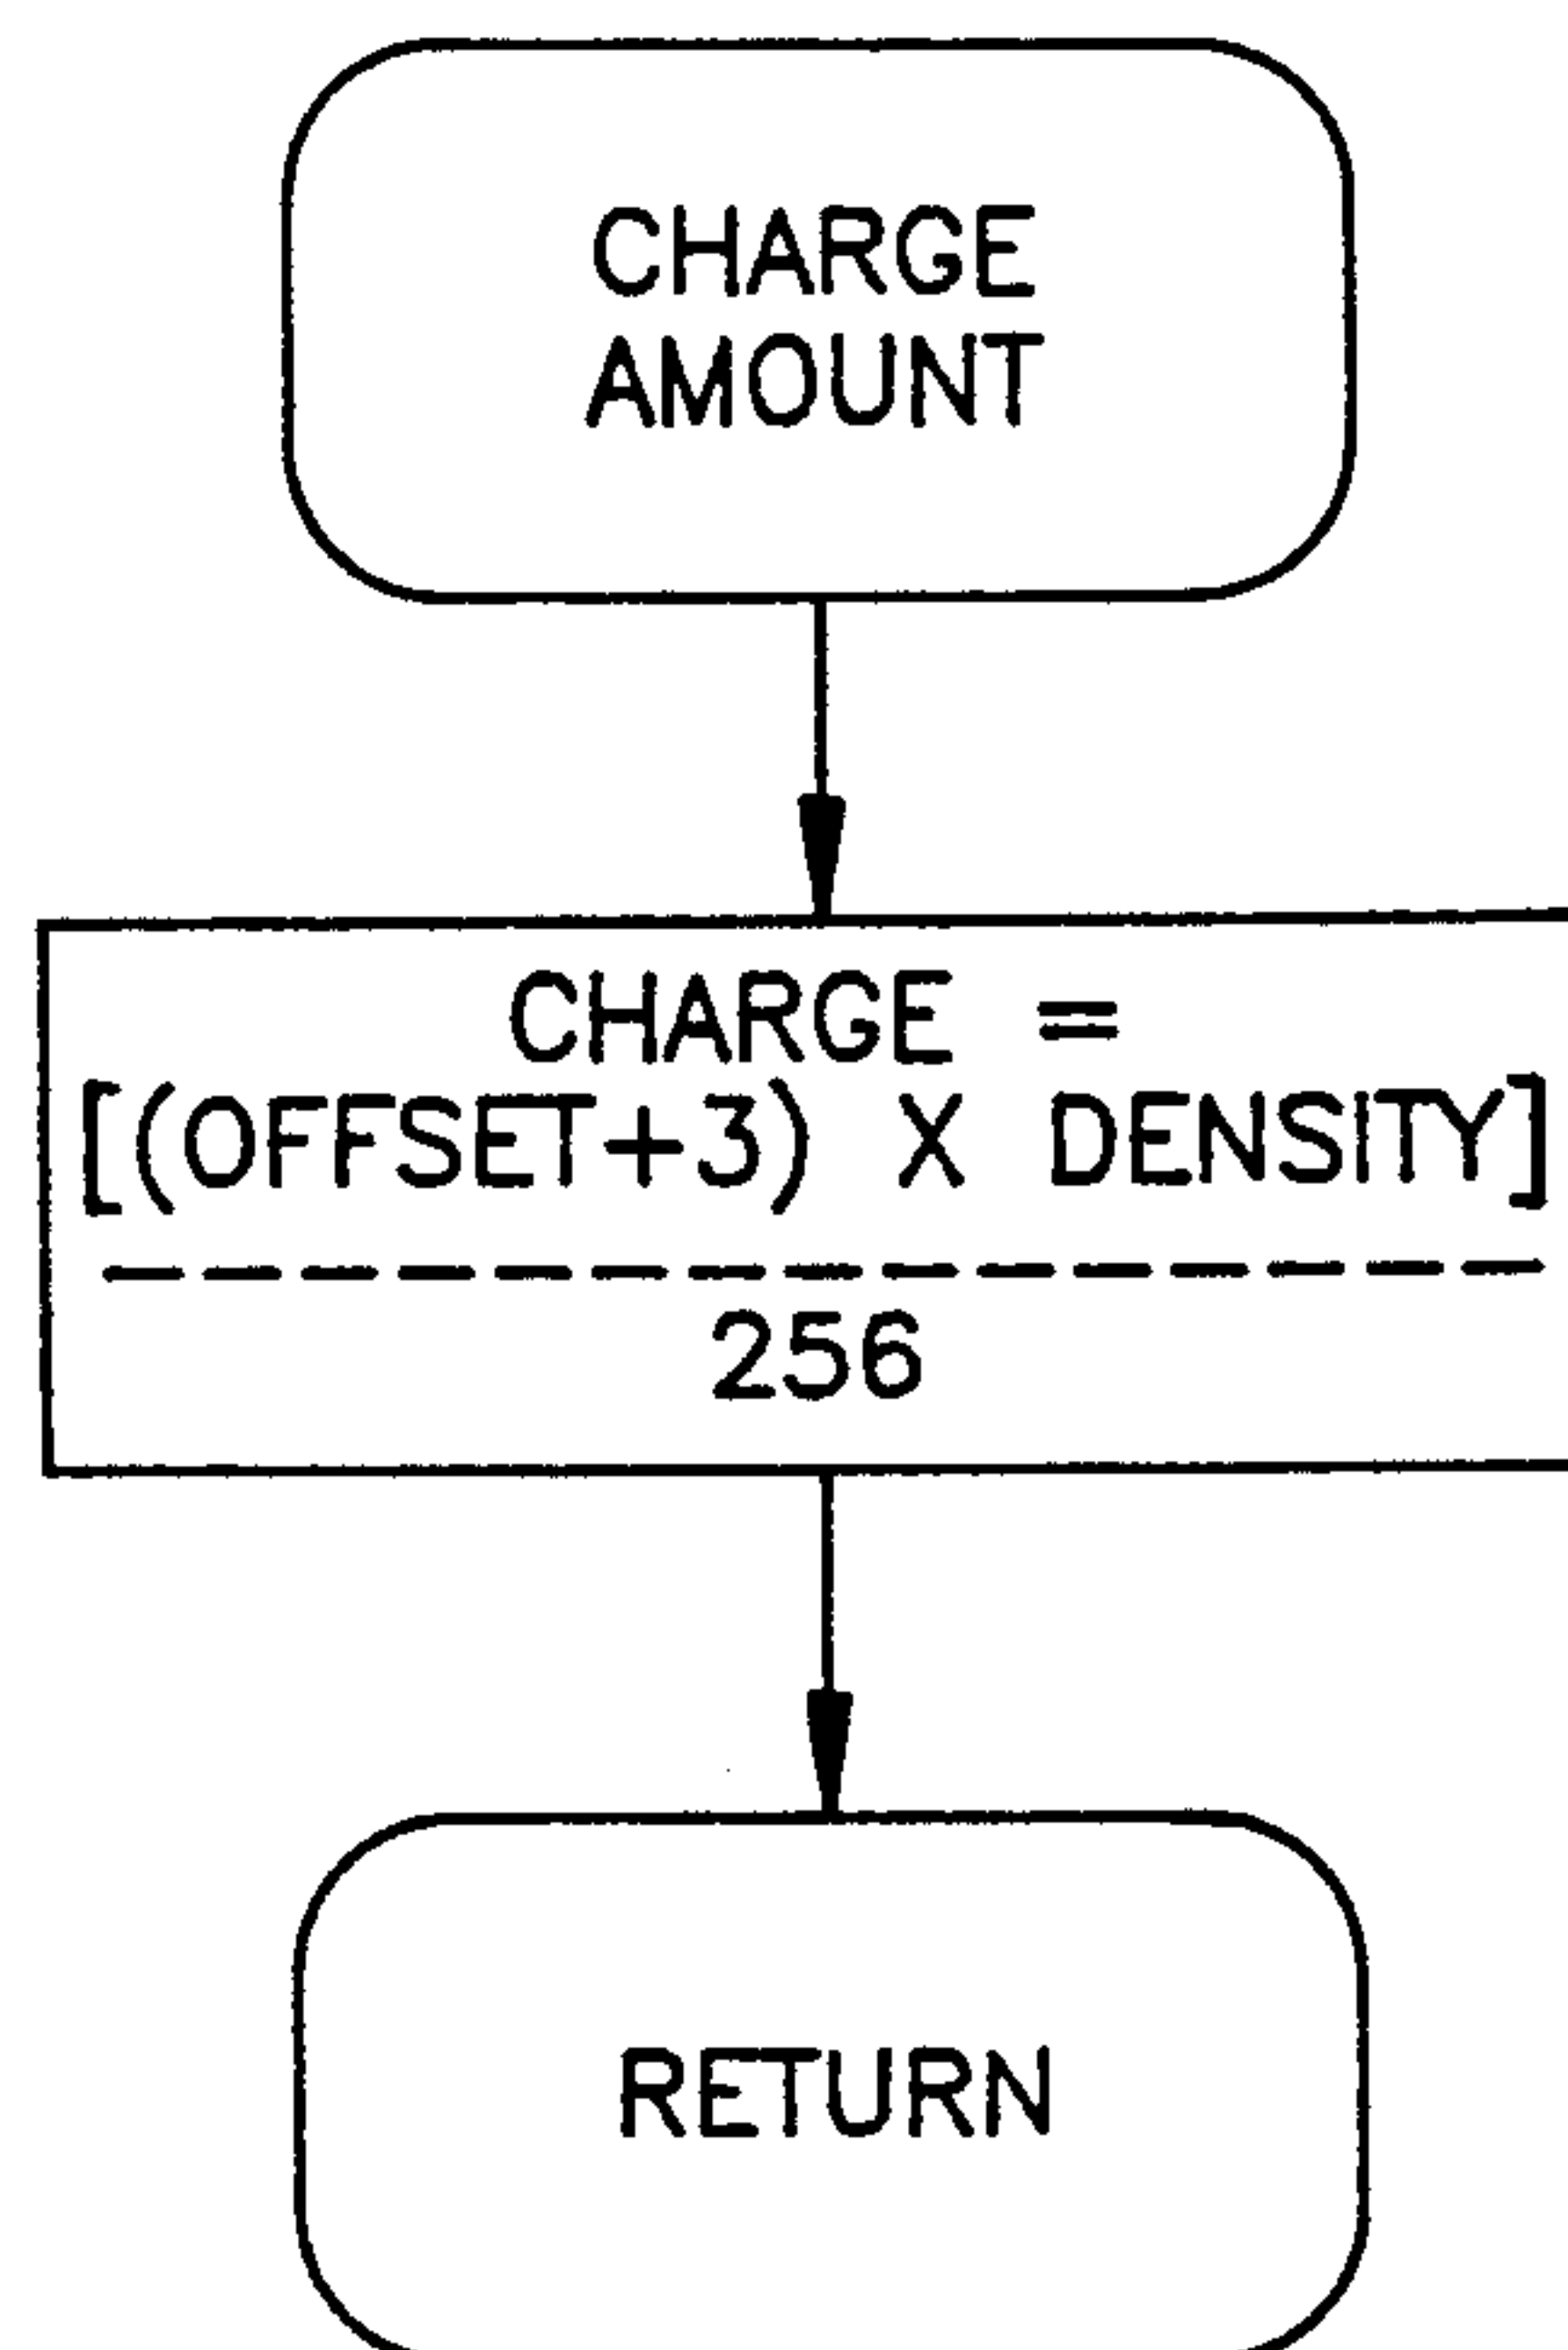 CHARGE
AMOUNT
CHARGE =
[(OFFSET+3) X DENSITY]
256
RETURN